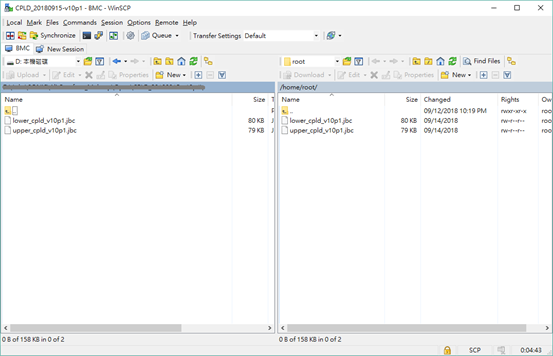 CPLD_20180915-v10p1 - BMC - WinSCP
Local Mark Files Commands Session Options Remote Help
Synchronize Queue Transfer Settings Default
BMC New Session
D: 本機磁碟
Upload Edit Properties New
root Find Files
Download Edit Properties New
/home/root/
Name Size
..
lower_cpld_v10p1.jbc 80 KB
upper_cpld_v10p1.jbc 79 KB
Name Size Changed Rights Ow
.. 09/12/2018 10:19 PM rwxr-xr-x roo
lower_cpld_v10p1.jbc 80 KB 09/14/2018 rw-r--r-- roo
upper_cpld_v10p1.jbc 79 KB 09/14/2018 rw-r--r-- roo
0 B of 158 KB in 0 of 2
0 B of 158 KB in 0 of 2
SCP 0:04:43